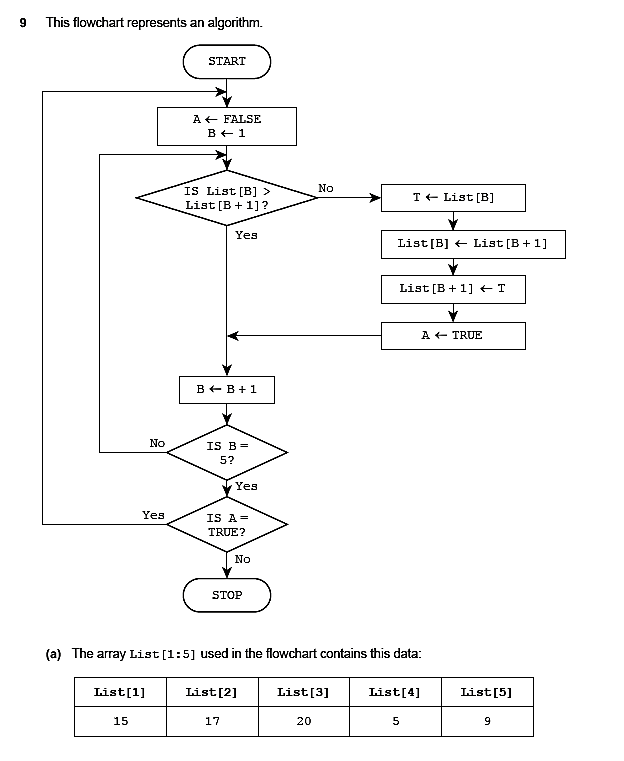 9 This flowchart represents an algorithm.
START
A ← FALSE
B ← 1
IS List[B] >
List[B + 1]?
No
T ← List[B]
Yes
List[B] ← List[B + 1]
List[B + 1] ← T
A ← TRUE
B ← B + 1
No
IS B =
5?
Yes
Yes
IS A =
TRUE?
No
STOP
(a) The array List[1:5] used in the flowchart contains this data:
List[1] List[2] List[3] List[4] List[5]
15 17 20 5 9